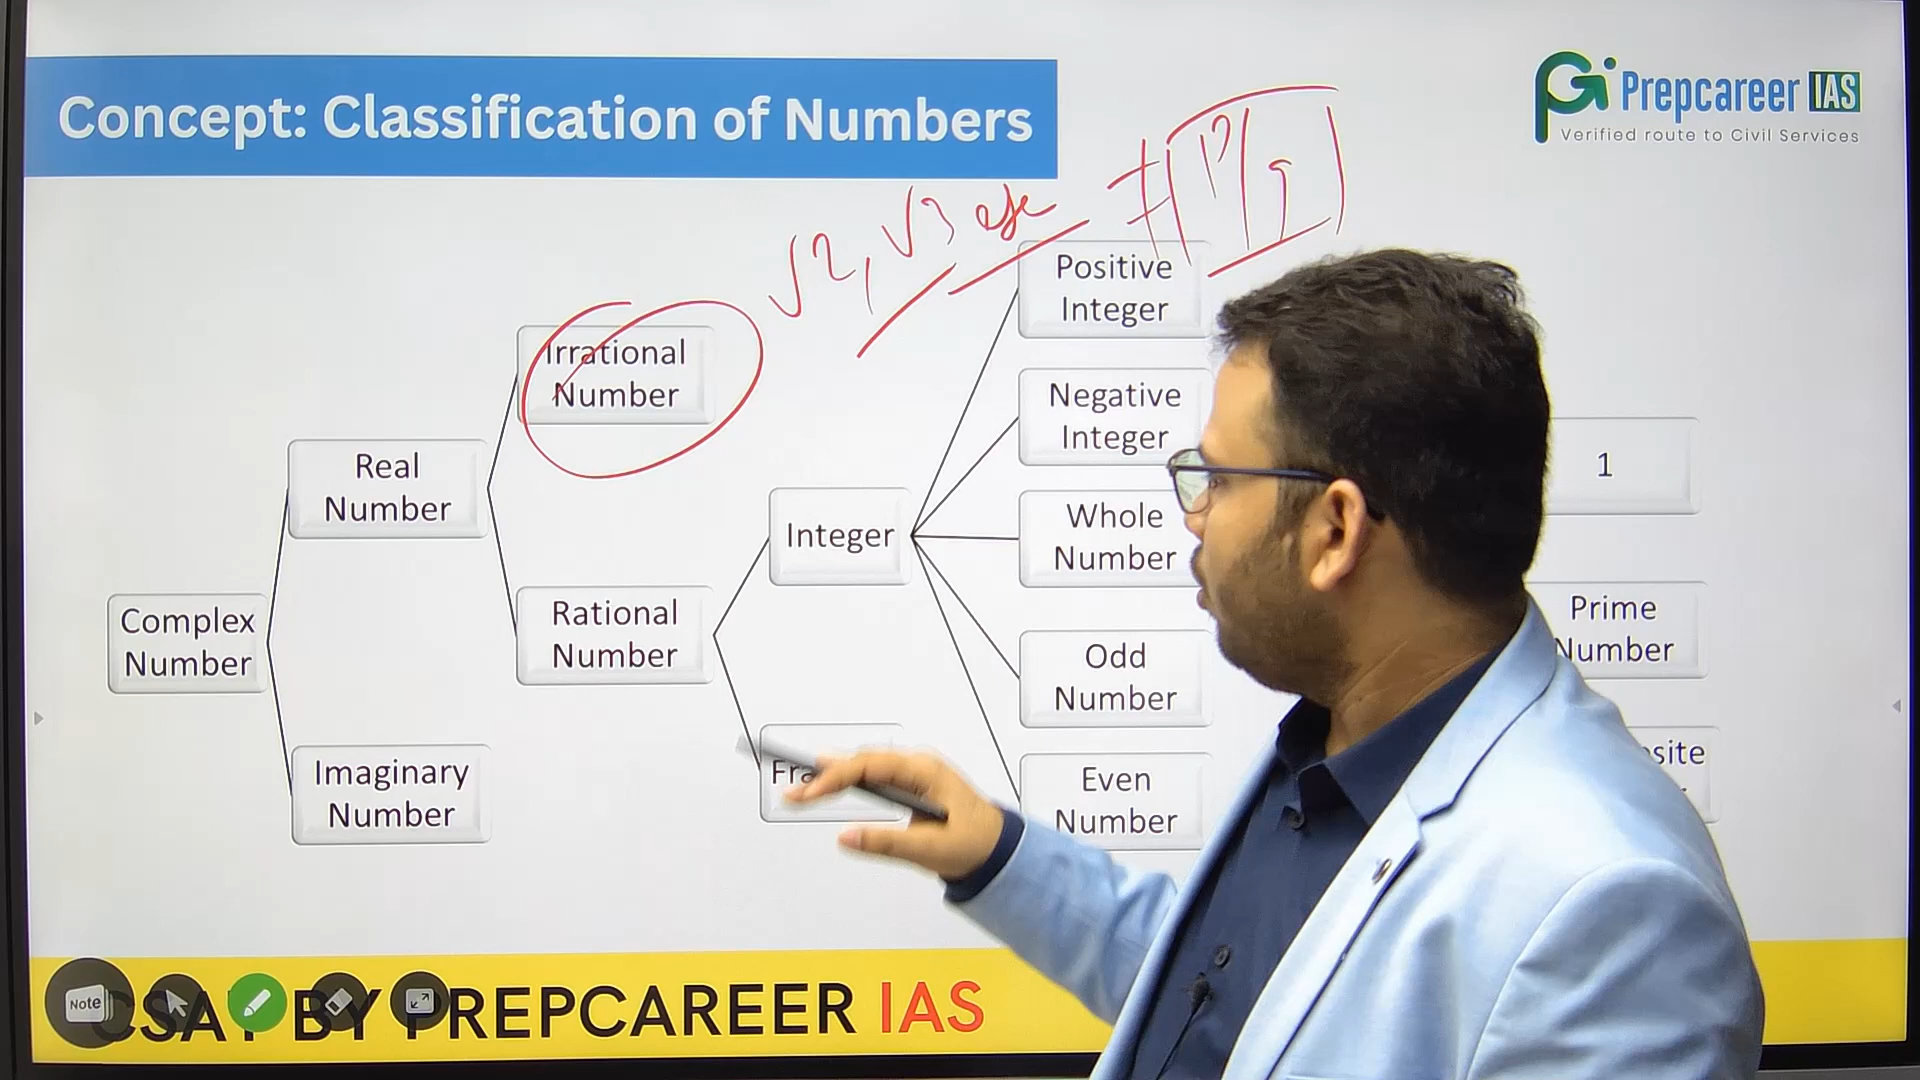 Concept: Classification of Numbers
Prepcareer IAS
Verified route to Civil Services
√2, √3 etc ≠ P/q
Irrational
Number
Real
Number
Complex
Number
Imaginary
Number
Rational
Number
Integer
Positive
Integer
Negative
Integer
Whole
Number
Odd
Number
Even
Number
1
Prime
Number
Note
BY PREPCAREER IAS